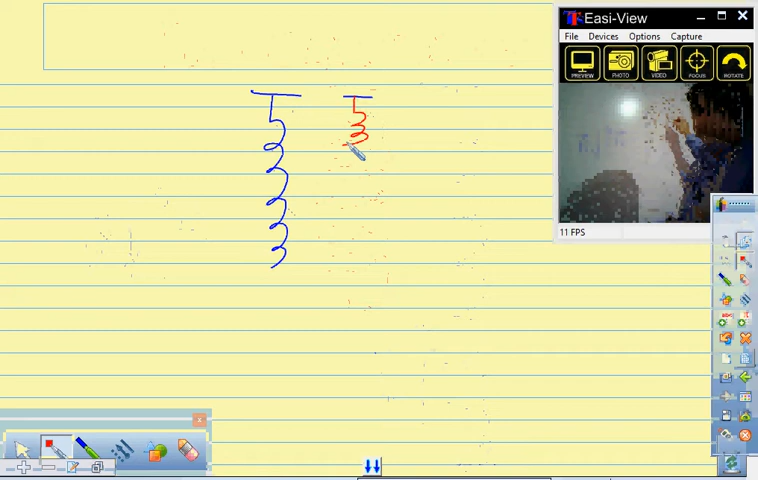 Easi-View
File Devices Options Capture
PREVIEW PHOTO VIDEO FOCUS ROTATE
11 FPS